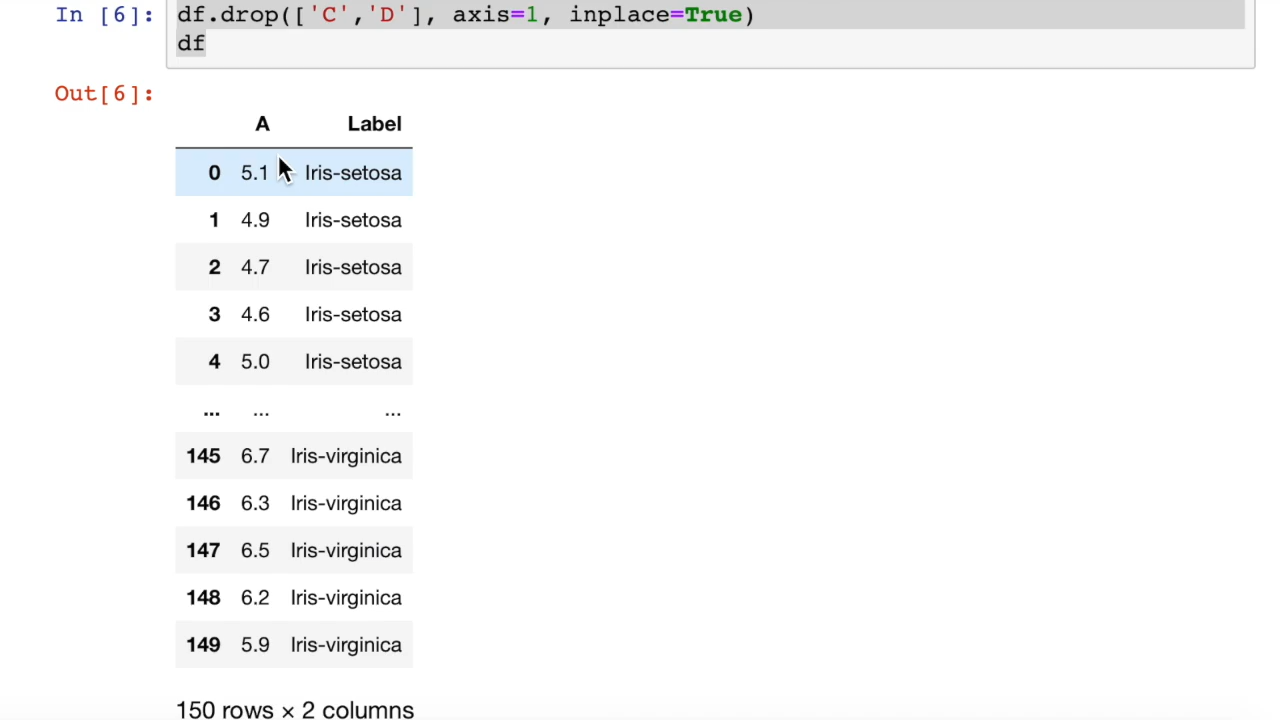 In [6]: df.drop(['C','D'], axis=1, inplace=True)
df
Out[6]:
A Label
0 5.1 Iris-setosa
1 4.9 Iris-setosa
2 4.7 Iris-setosa
3 4.6 Iris-setosa
4 5.0 Iris-setosa
... ... ...
145 6.7 Iris-virginica
146 6.3 Iris-virginica
147 6.5 Iris-virginica
148 6.2 Iris-virginica
149 5.9 Iris-virginica
150 rows × 2 columns